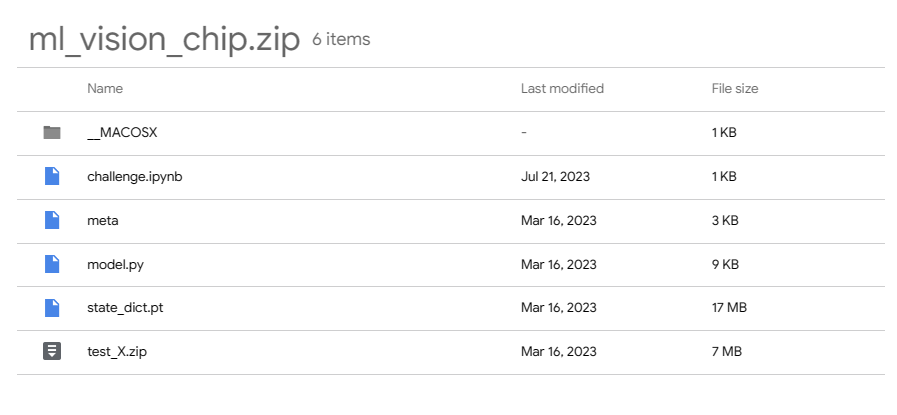 ml_vision_chip.zip 6 items
Name Last modified File size
__MACOSX - 1 KB
challenge.ipynb Jul 21, 2023 1 KB
meta Mar 16, 2023 3 KB
model.py Mar 16, 2023 9 KB
state_dict.pt Mar 16, 2023 17 MB
test_X.zip Mar 16, 2023 7 MB